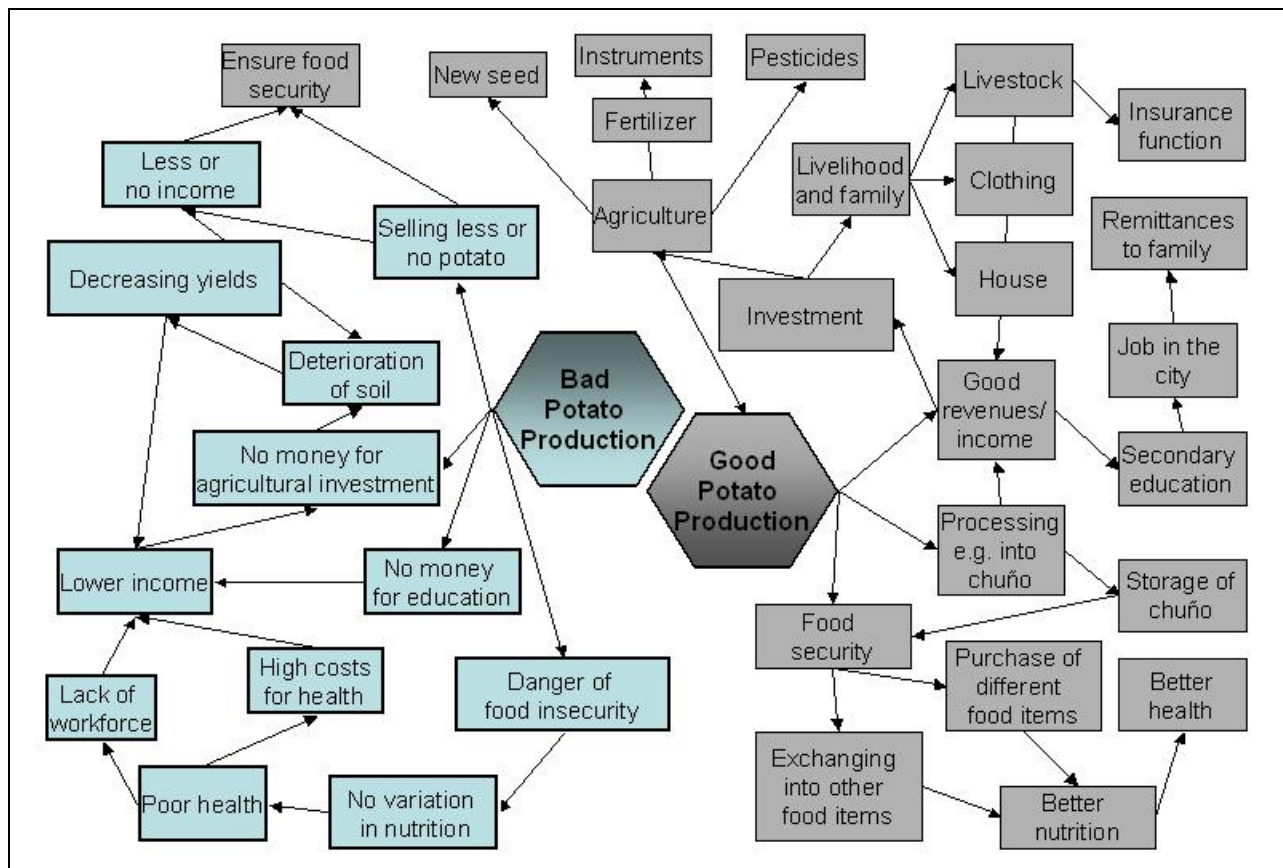 Ensure food
security
New seed
Instruments
Fertilizer
Pesticides
Livestock
Insurance
function
Less or
no income
Livelihood
and family
Clothing
Agriculture
Selling less or
no potato
Remittances
to family
Decreasing yields
House
Investment
Deterioration
of soil
Bad
Potato
Production
Job in the
city
Good
revenues/
income
No money for
agricultural investment
Good
Potato
Production
Secondary
education
Processing
e.g. into
chuño
Lower income
No money
for education
Storage of
chuño
Food
security
High costs
for health
Danger of
food insecurity
Purchase of
different
food items
Better
health
Lack of
workforce
Exchanging
into other
food items
Poor health
No variation
in nutrition
Better
nutrition